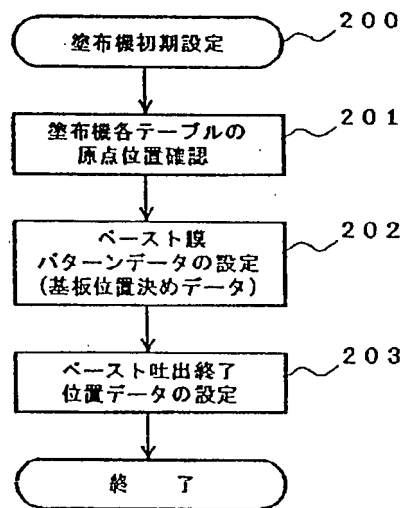 塗布機初期設定
200
塗布機各テーブルの
原点位置確認
201
ペースト膜
パターンデータの設定
(基板位置決めデータ)
202
ペースト吐出終了
位置データの設定
203
終 了